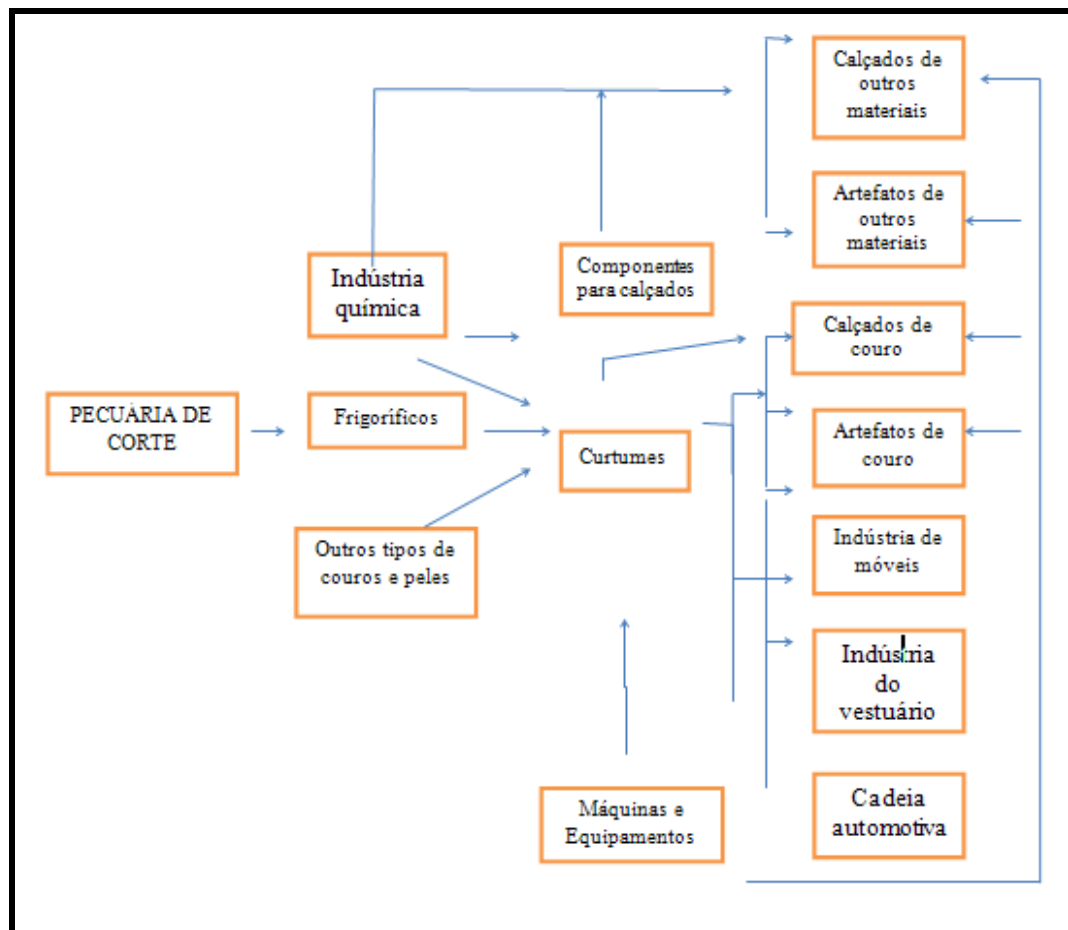 Calçados de
outros
materiais
Artefatos de
outros
materiais
Indústria
química
Componentes
para calçados
Calçados de
couro
PECUÁRIA DE
CORTE
Frigoríficos
Curtumes
Artefatos de
couro
Outros tipos de
couros e peles
Indústria de
móveis
Indústria
do
vestuário
Máquinas e
Equipamentos
Cadeia
automotiva